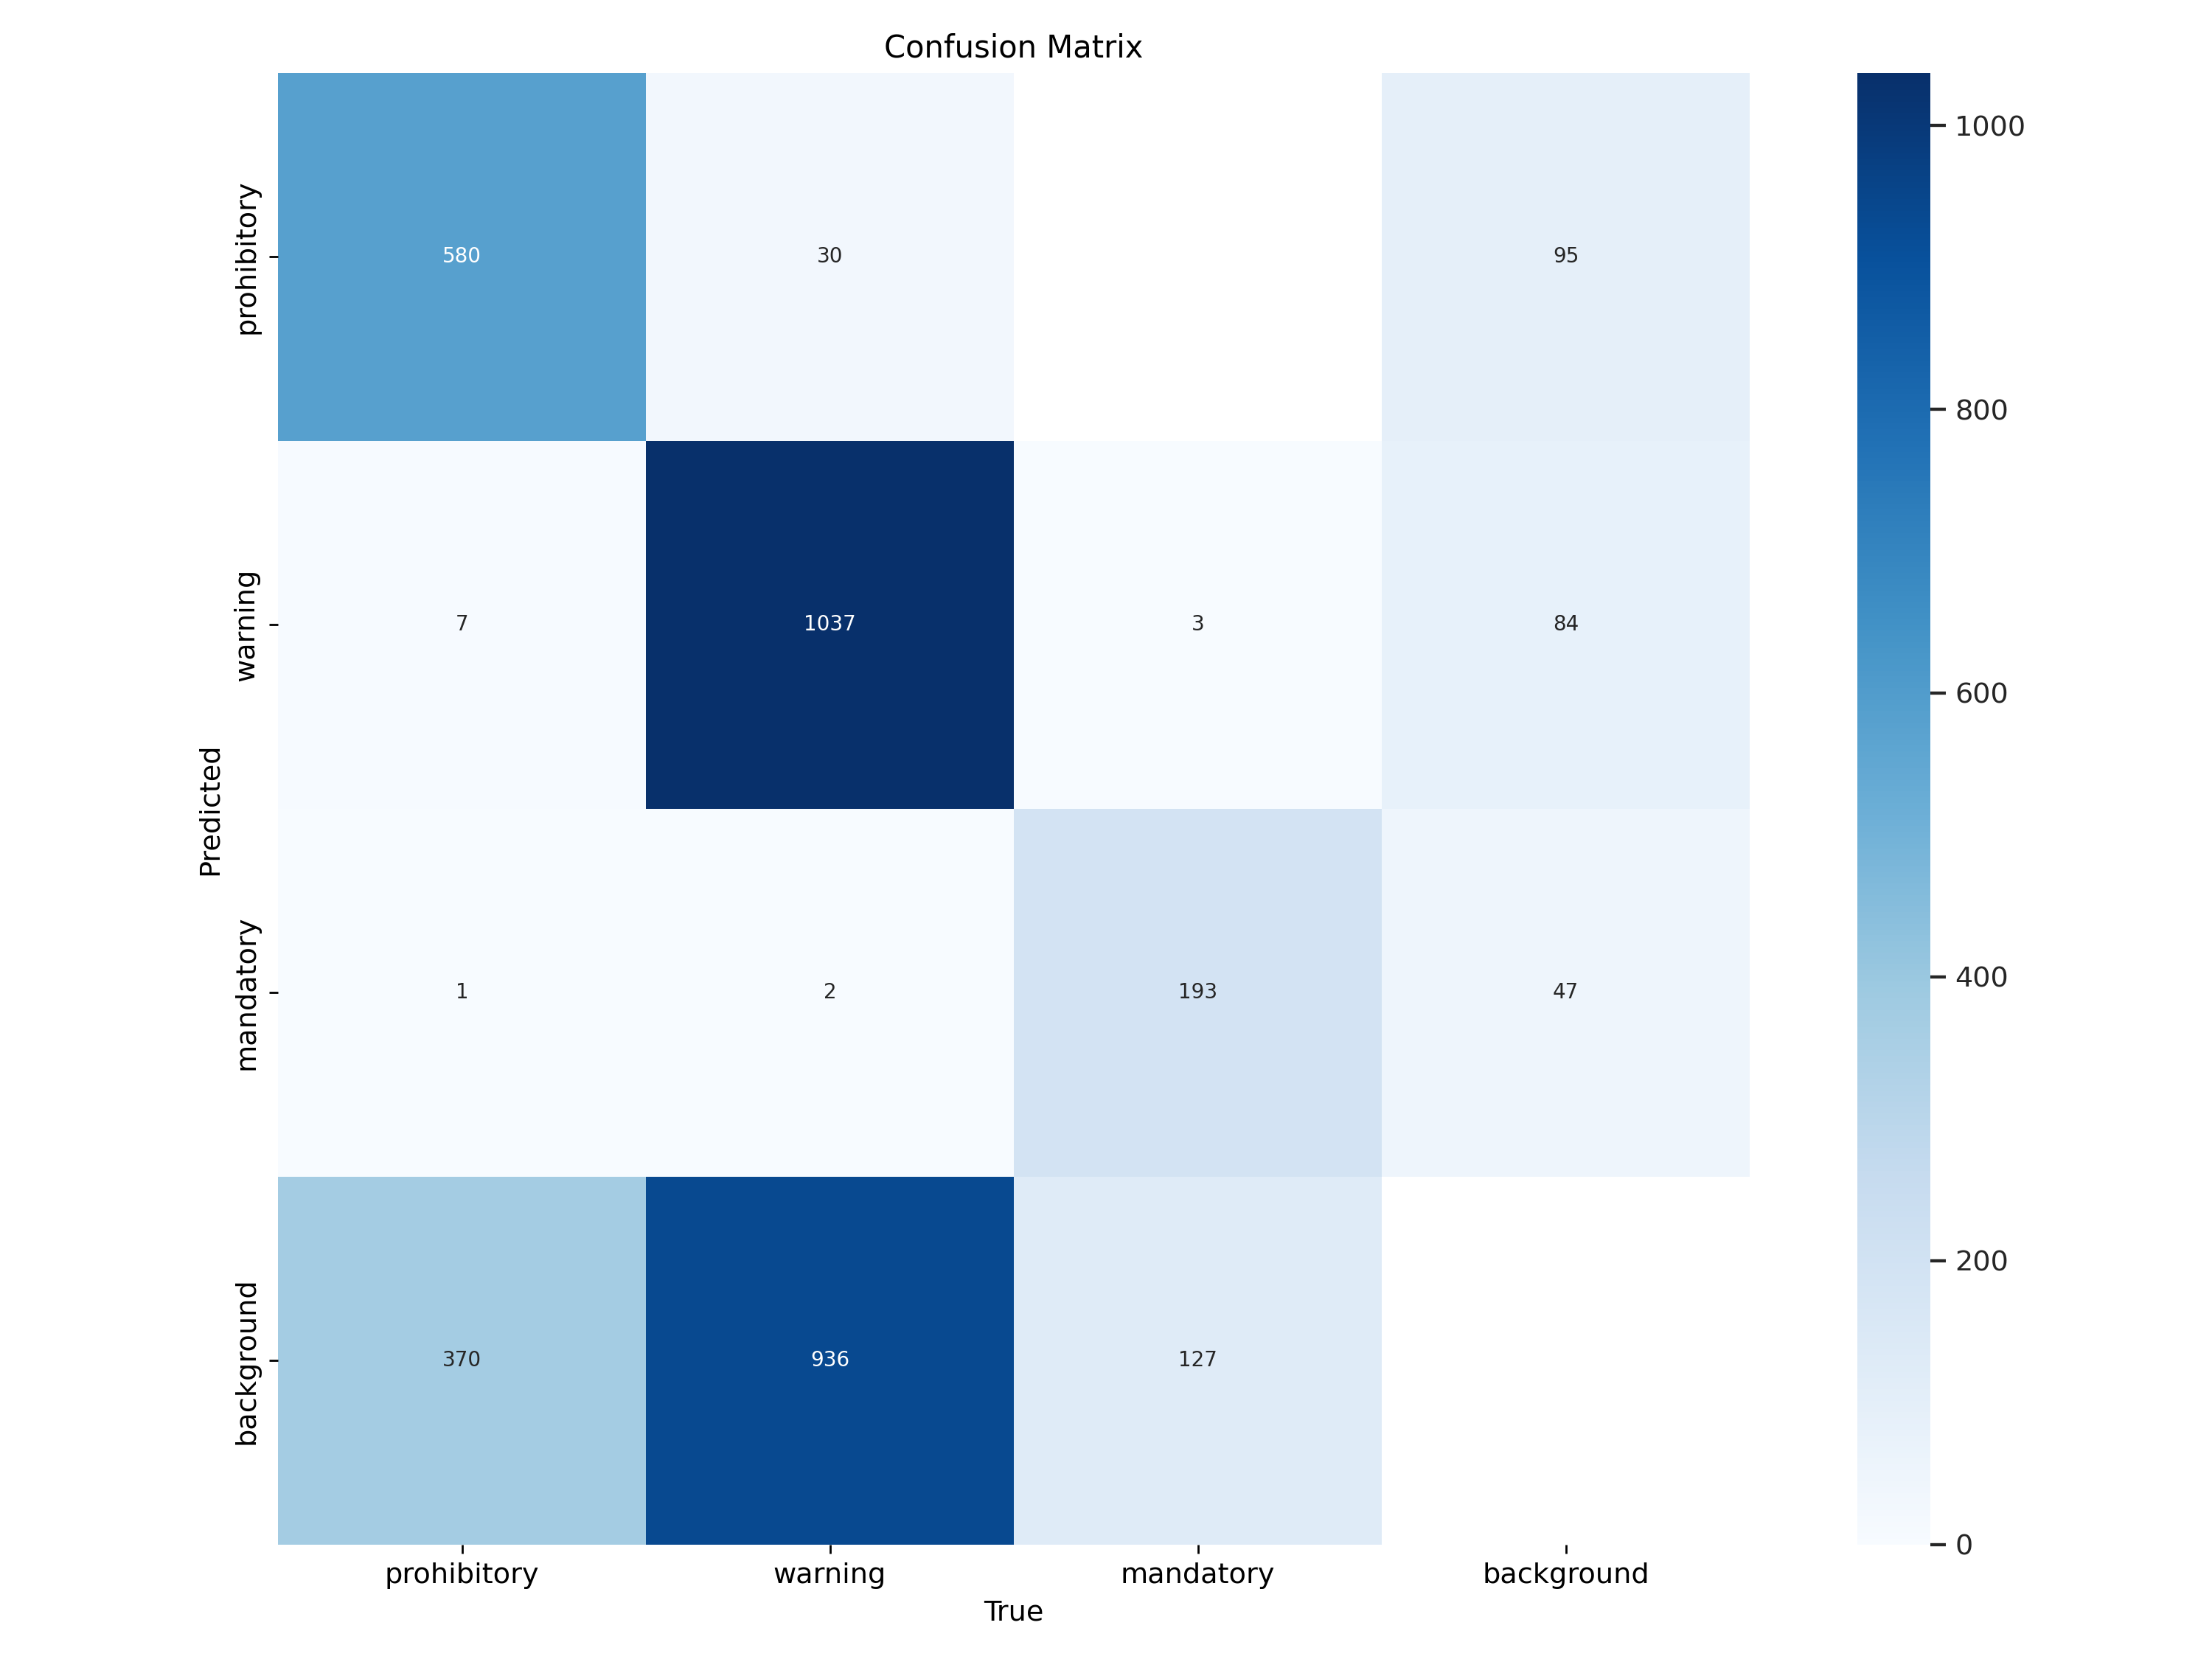 Confusion Matrix
prohibitory
580
30
95
warning
7
1037
3
84
mandatory
1
2
193
47
background
370
936
127
Predicted
prohibitory
warning
mandatory
background
True
1000
800
600
400
200
0